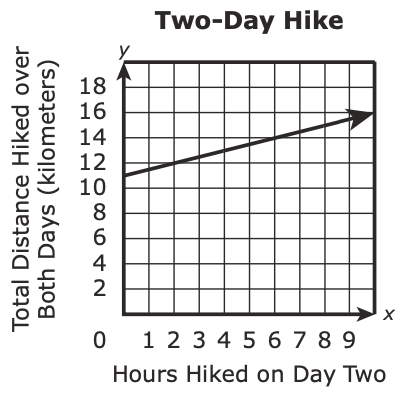 Two-Day Hike
y
Total Distance Hiked over
Both Days (kilometers)
18
16
14
12
10
8
6
4
2
x
0 1 2 3 4 5 6 7 8 9
Hours Hiked on Day Two